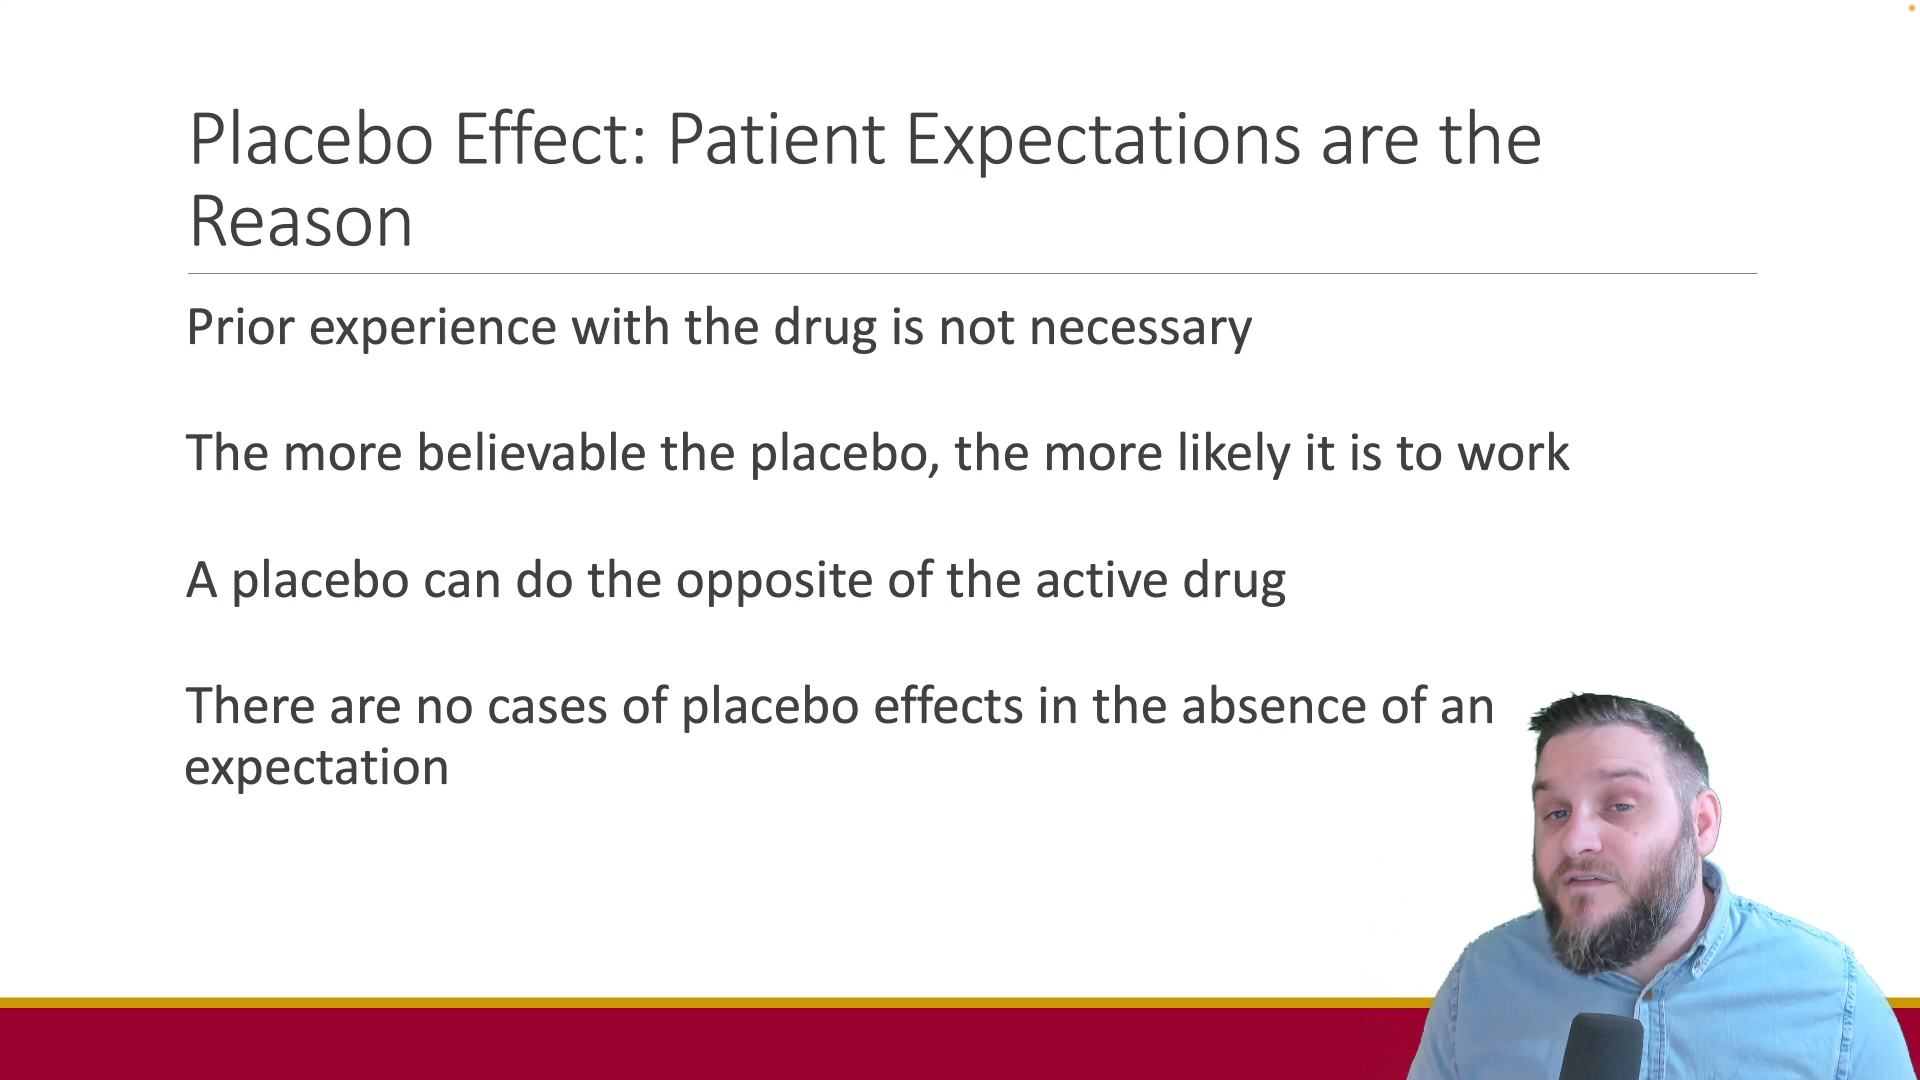 Placebo Effect: Patient Expectations are the
Reason
Prior experience with the drug is not necessary
The more believable the placebo, the more likely it is to work
A placebo can do the opposite of the active drug
There are no cases of placebo effects in the absence of an
expectation